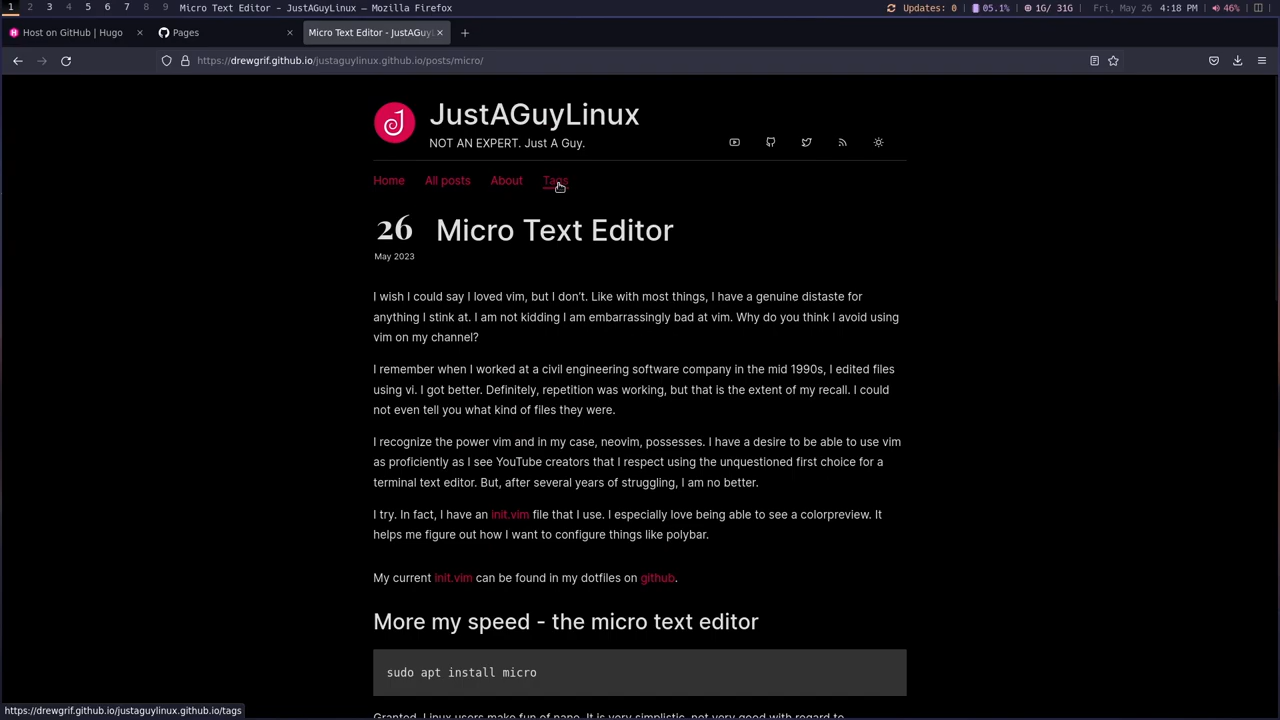 1 2 3 4 5 6 7 8 9 Micro Text Editor - JustAGuyLinux — Mozilla Firefox Updates: 0 05.1% 1G/ 31G Fri, May 26 4:18 PM 46%
Host on GitHub | Hugo Pages Micro Text Editor - JustAGuyL
https://drewgrif.github.io/justaguylinux.github.io/posts/micro/
JustAGuyLinux
NOT AN EXPERT. Just A Guy.
Home All posts About Tags
26 Micro Text Editor
May 2023
I wish I could say I loved vim, but I don't. Like with most things, I have a genuine distaste for
anything I stink at. I am not kidding I am embarrassingly bad at vim. Why do you think I avoid using
vim on my channel?
I remember when I worked at a civil engineering software company in the mid 1990s, I edited files
using vi. I got better. Definitely, repetition was working, but that is the extent of my recall. I could
not even tell you what kind of files they were.
I recognize the power vim and in my case, neovim, possesses. I have a desire to be able to use vim
as proficiently as I see YouTube creators that I respect using the unquestioned first choice for a
terminal text editor. But, after several years of struggling, I am no better.
I try. In fact, I have an init.vim file that I use. I especially love being able to see a colorpreview. It
helps me figure out how I want to configure things like polybar.
My current init.vim can be found in my dotfiles on github.
More my speed - the micro text editor
sudo apt install micro
Granted, Linux users make fun of nano. It is very simplistic, not very good with regard to
https://drewgrif.github.io/justaguylinux.github.io/tags